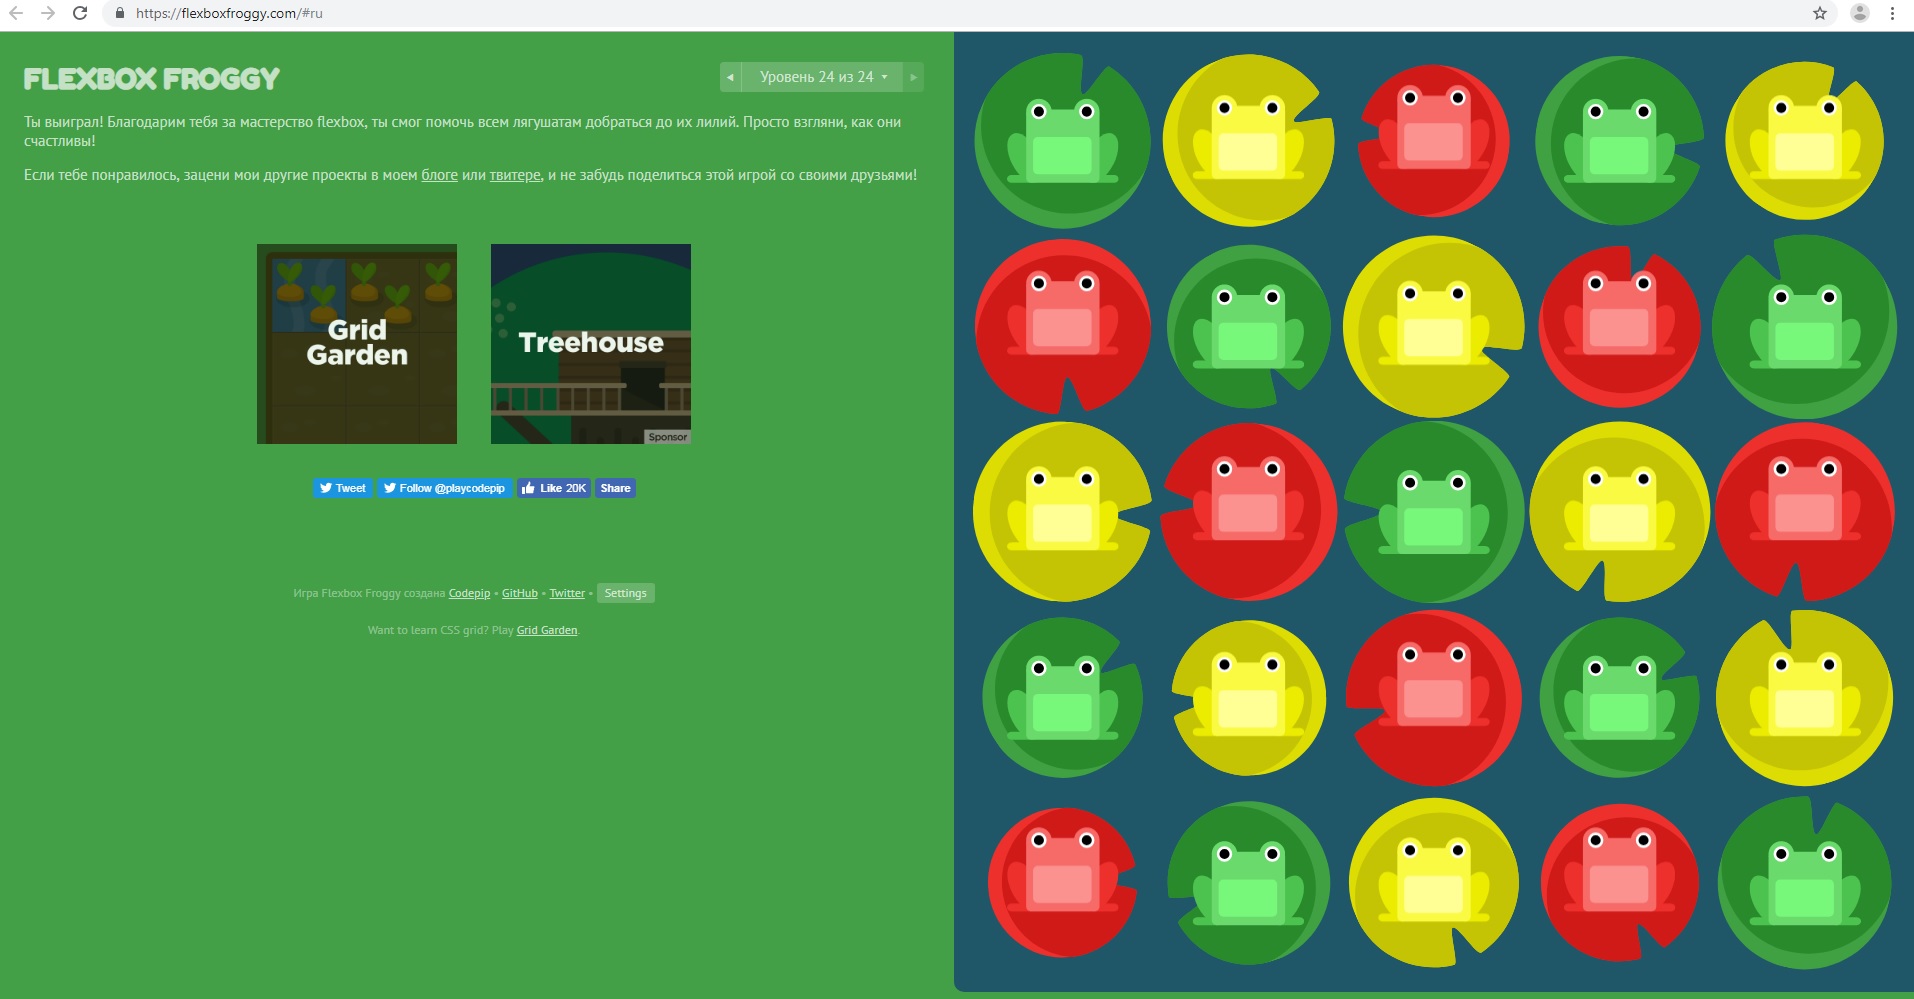 https://flexboxfroggy.com/#ru
FLEXBOX FROGGY
Уровень 24 из 24
Ты выиграл! Благодарим тебя за мастерство flexbox, ты смог помочь всем лягушатам добраться до их лилий. Просто взгляни, как они
счастливы!
Если тебе понравилось, зацени мои другие проекты в моем блоге или твитере, и не забудь поделиться этой игрой со своими друзьями!
Grid
Garden
Treehouse
Sponsor
Tweet Follow @playcodepip Like 20K Share
Игра Flexbox Froggy создана Codepip • GitHub • Twitter • Settings
Want to learn CSS grid? Play Grid Garden.